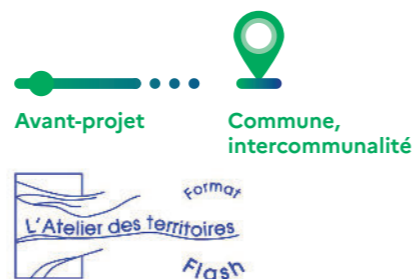 Avant-projet
Commune,
intercommunalité
Format
L'Atelier des territoires
Flash